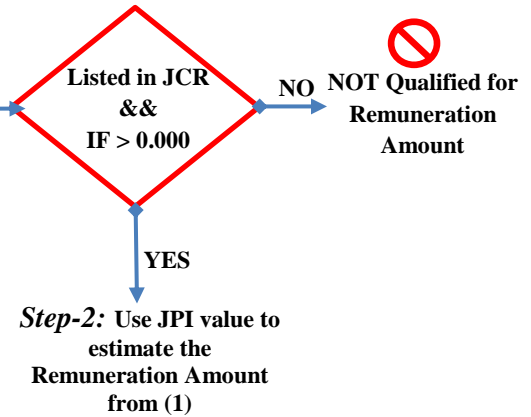 Listed in JCR
&&
IF > 0.000
NO
NOT Qualified for
Remuneration
Amount
YES
Step-2: Use JPI value to
estimate the
Remuneration Amount
from (1)